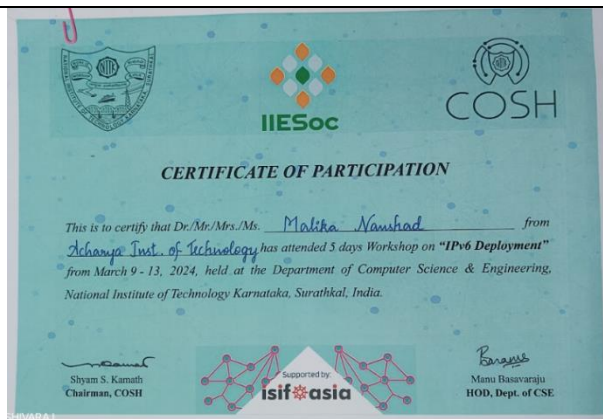 IIESoc
COSH
CERTIFICATE OF PARTICIPATION
This is to certify that Dr./Mr./Mrs./Ms. Malika Naushad from
Acharya Inst. of Technology has attended 5 days Workshop on "IPv6 Deployment"
from March 9 - 13, 2024, held at the Department of Computer Science & Engineering,
National Institute of Technology Karnataka, Surathkal, India.
Supported by:
isif asia
Shyam S. Kamath
Chairman, COSH
Manu Basavaraju
HOD, Dept. of CSE
SHIVARAJ